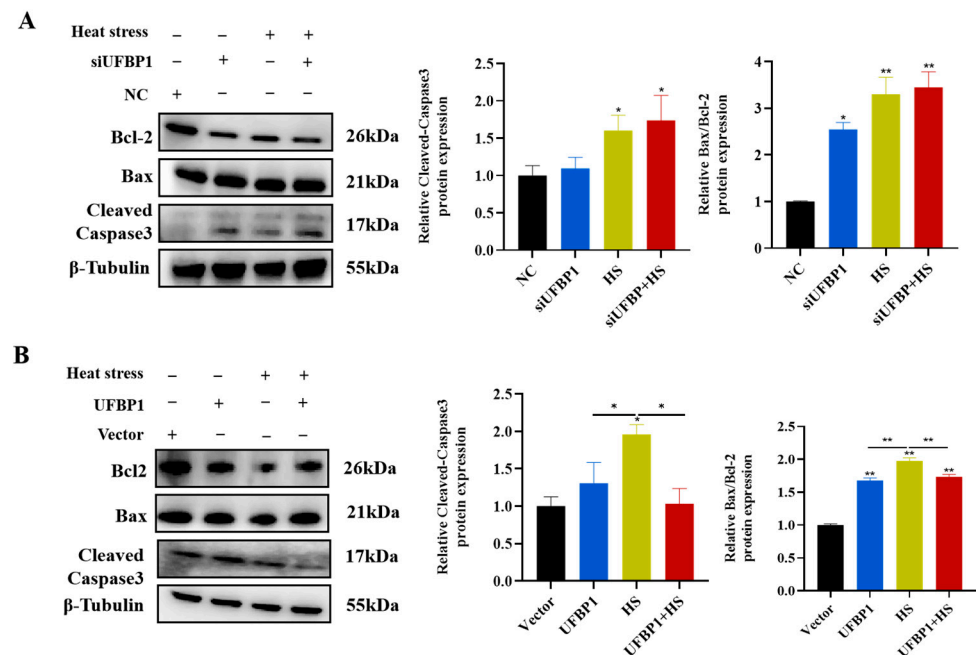 A
Heat stress – – + +
siUFBP1 – + – +
NC + – – –
Bcl-2 26kDa
Bax 21kDa
Cleaved
Caspase3 17kDa
β-Tubulin 55kDa
Relative Cleaved-Caspase3
protein expression
2.5
2.0
1.5
1.0
0.5
0.0
* *
NC siUFBP1 HS siUFBP+HS
Relative Bax/Bcl-2
protein expression
4
3
2
1
0
* ** **
NC siUFBP1 HS siUFBP+HS
B
Heat stress – – + +
UFBP1 – + – +
Vector + – – –
Bcl2 26kDa
Bax 21kDa
Cleaved 17kDa
Caspase3
β-Tubulin 55kDa
Relative Cleaved-Caspase3
protein expression
2.5
2.0
1.5
1.0
0.5
0.0
* *
*
Vector UFBP1 HS UFBP1+HS
Relative Bax/Bcl-2
protein expression
2.5
2.0
1.5
1.0
0.5
0.0
** **
** ** **
Vector UFBP1 HS UFBP1+HS